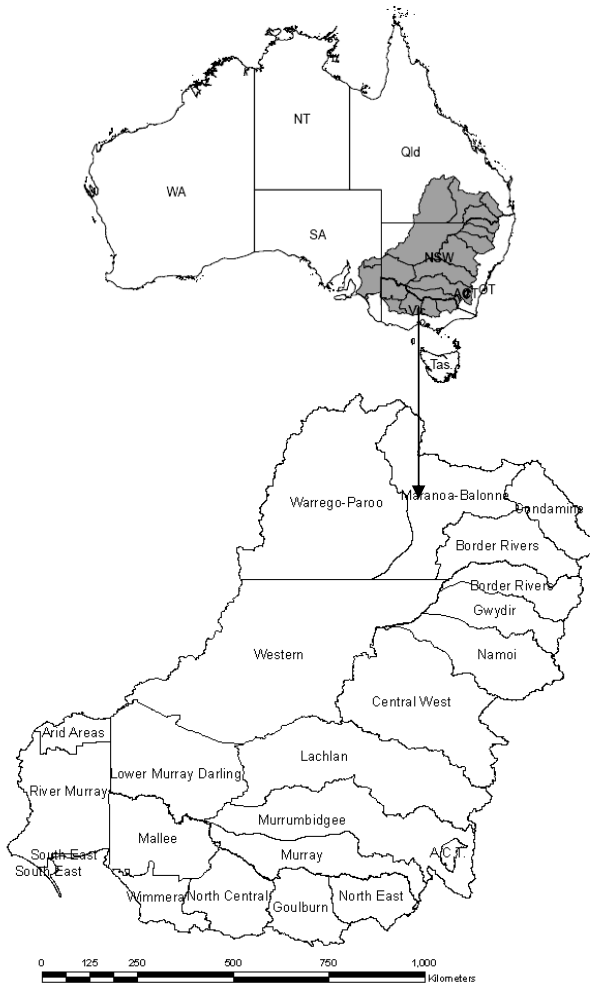 NT
Qld
WA
SA
NSW
ACT
OT
Vic
Tas.
Warrego-Paroo
Maranoa-Balonne
Condamine
Border Rivers
Border Rivers
Gwydir
Namoi
Western
Central West
Arid Areas
Lachlan
Lower Murray Darling
River Murray
Murrumbidgee
Mallee
Murray
A.C.T.
South East
South East
Wimmera
North Central
North East
Goulburn
0 125 250 500 750 1,000
Kilometers